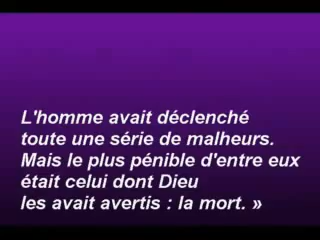 L'homme avait déclenché
toute une série de malheurs.
Mais le plus pénible d'entre eux
était celui dont Dieu
les avait avertis : la mort. »